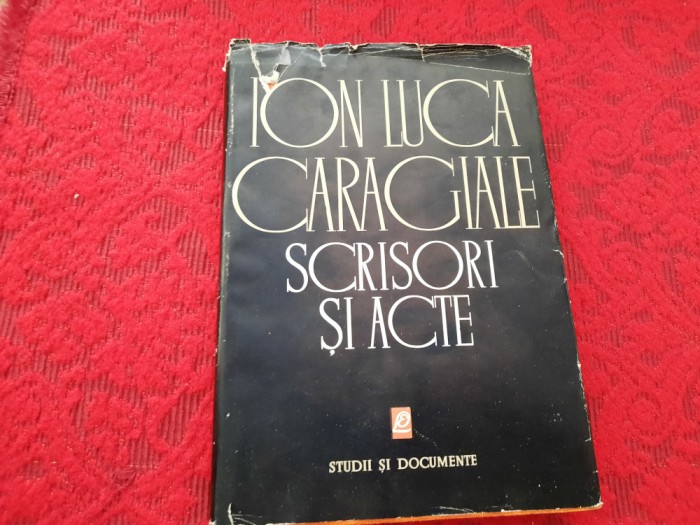 ION LUCA
CARAGIALE
SCRISORI
ȘI ACTE
STUDII ȘI DOCUMENTE